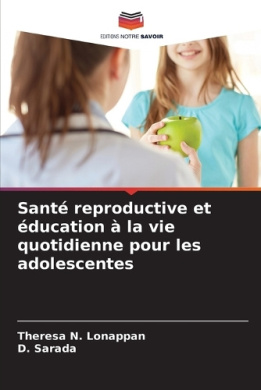 EDITIONS NOTRE SAVOIR
Santé reproductive et
éducation à la vie
quotidienne pour les
adolescentes
Theresa N. Lonappan
D. Sarada